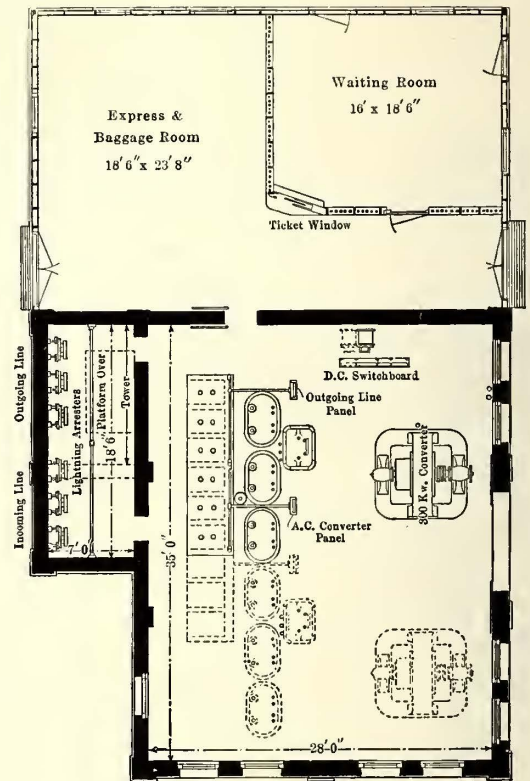 Express &
Baggage Room
18'6" x 23'8"
Waiting Room
16' x 18'6"
Ticket Window
D.C. Switchboard
Outgoing Line
Panel
Outgoing Line
Incoming Line
Lightning Arresters
Platform Over
18'6"
Tower
7'0"
35'0"
300 Kw. Converter
A.C. Converter
Panel
28'0"